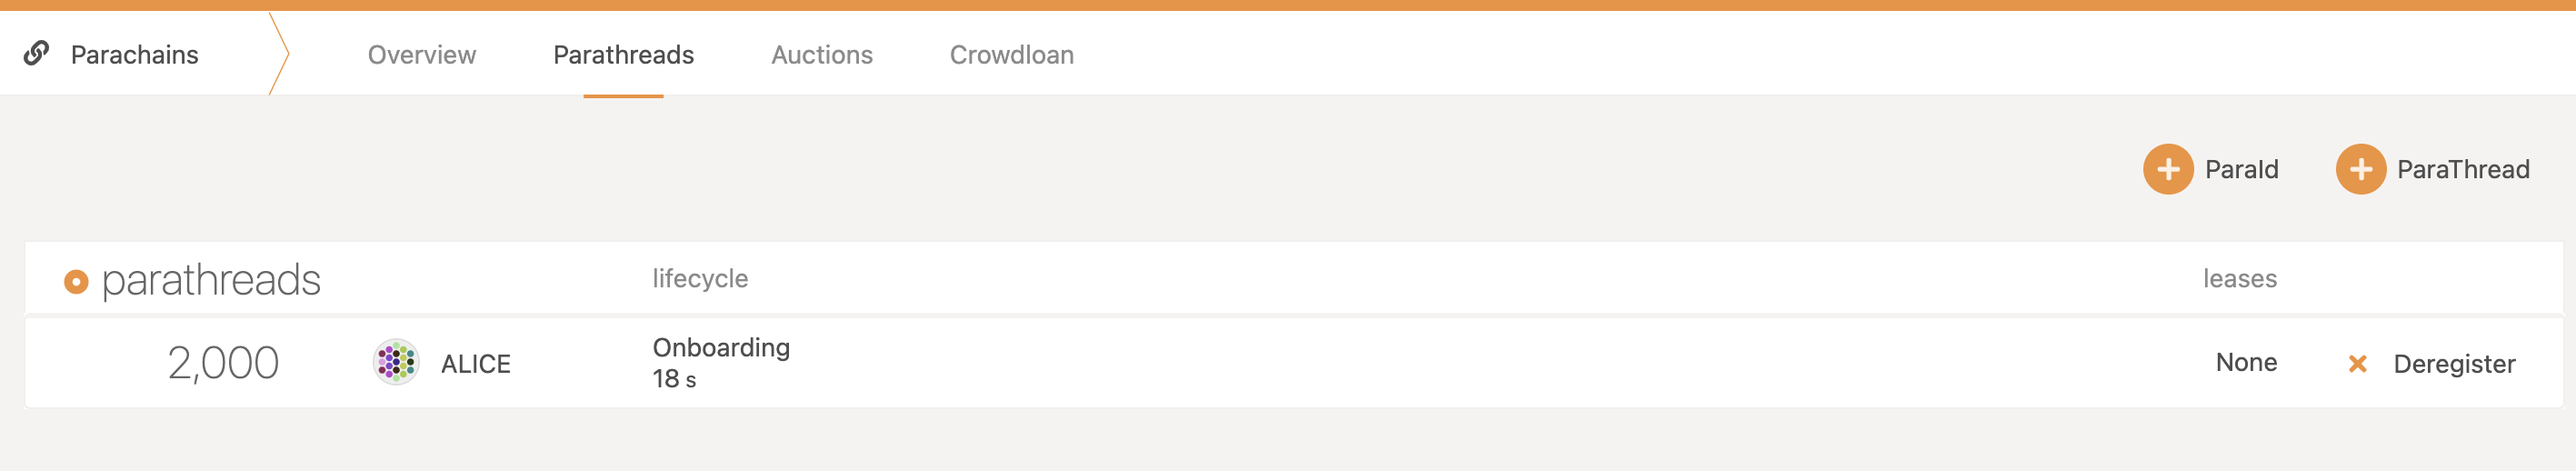 Parachains Overview Parathreads Auctions Crowdloan
ParaId ParaThread
parathreads lifecycle leases
2,000 ALICE Onboarding None Deregister
18 s